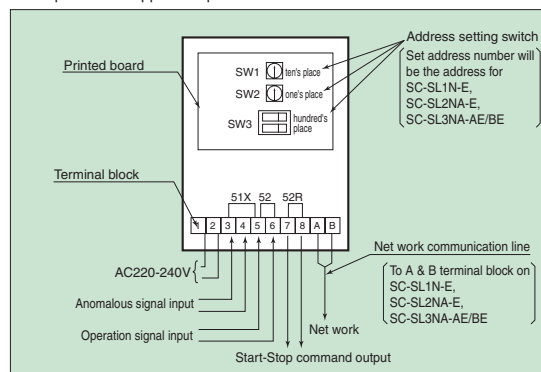 Address setting switch
Set address number will
be the address for
SC-SL1N-E,
SC-SL2NA-E,
SC-SL3NA-AE/BE
Printed board
SW1 ten's place
SW2 one's place
SW3 hundred's
place
Terminal block
51X 52 52R
1 2 3 4 5 6 7 8 A B
Net work communication line
AC220-240V
To A & B terminal block on
SC-SL1N-E,
SC-SL2NA-E,
SC-SL3NA-AE/BE
Anomalous signal input
Operation signal input
Net work
Start-Stop command output